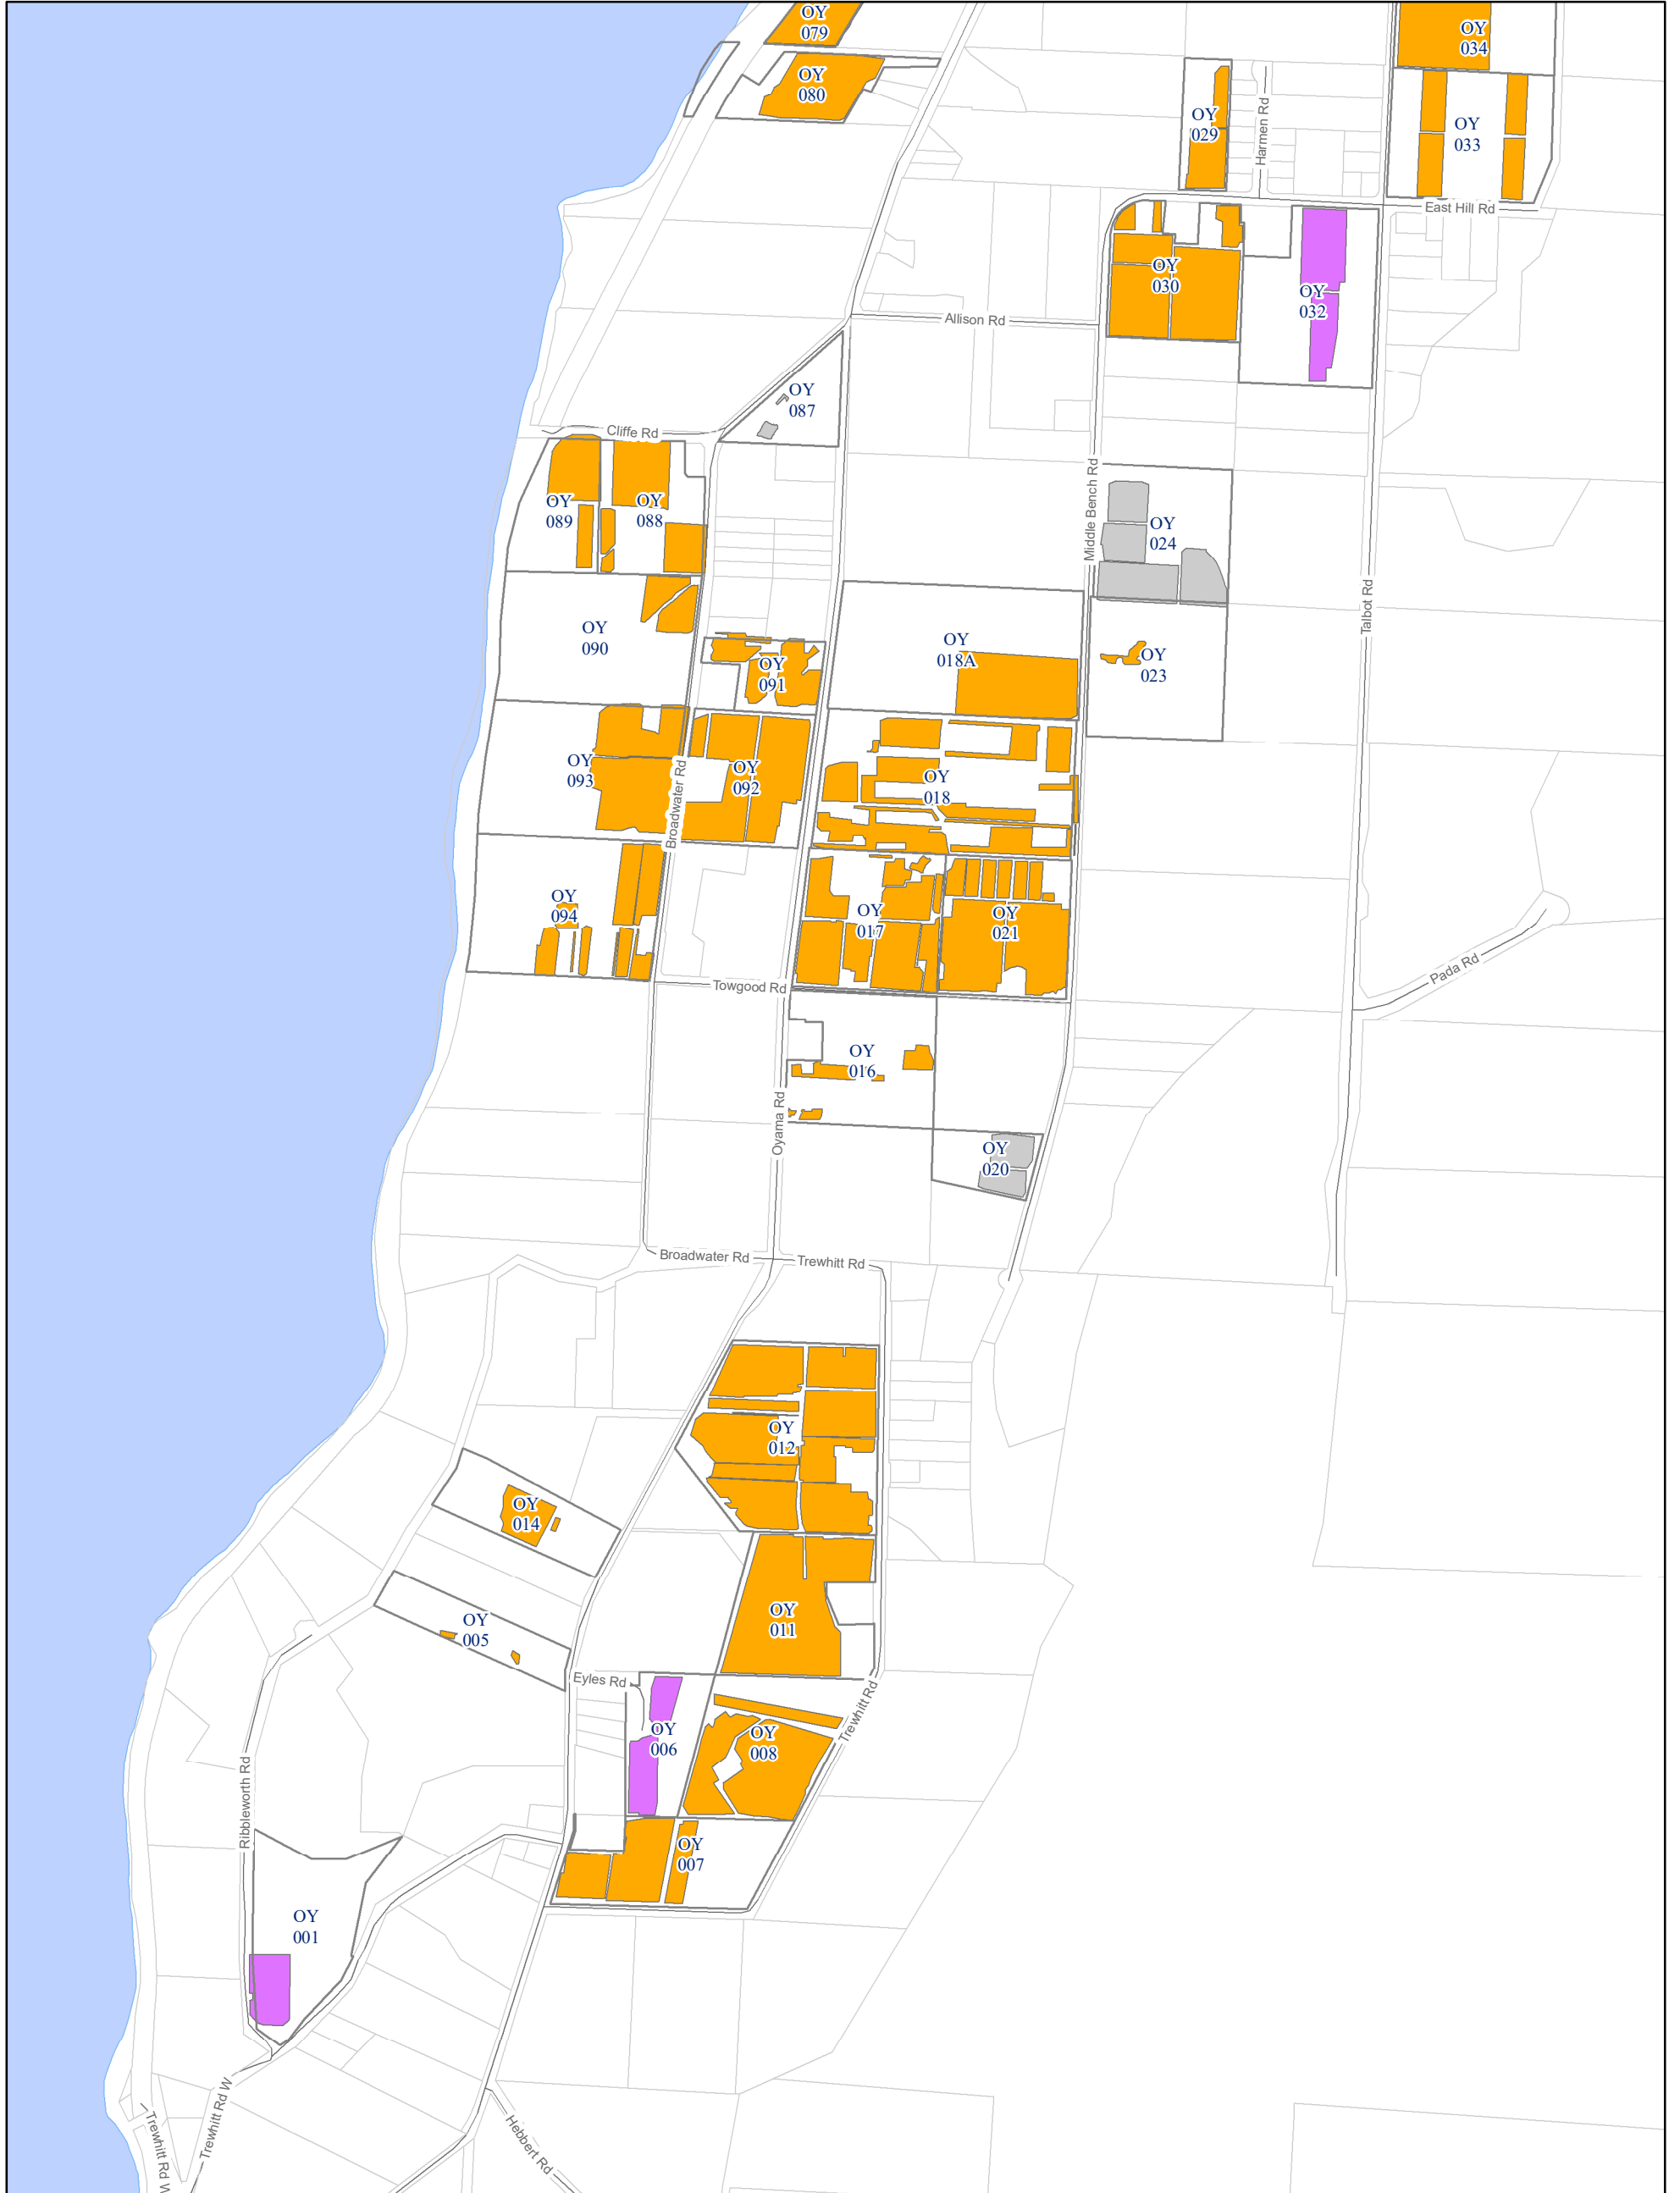 OY
079
OY
034
OY
080
OY
029
Harmen Rd
OY
033
East Hill Rd
OY
030
OY
032
Allison Rd
OY
087
Cliffe Rd
Middle Bench Rd
OY
089
OY
088
OY
024
Talbot Rd
OY
090
OY
018A
OY
023
OY
091
OY
093
OY
092
OY
018
Broadwater Rd
OY
094
OY
017
OY
021
Pada Rd
Towgood Rd
OY
016
Oyama Rd
OY
020
Broadwater Rd
Trewhitt Rd
OY
012
OY
014
OY
011
OY
005
Eyles Rd
Trewhitt Rd
OY
006
OY
008
Ribbleworth Rd
OY
007
OY
001
Trewhitt Rd W
Trewhitt Rd W
Hebbert Rd